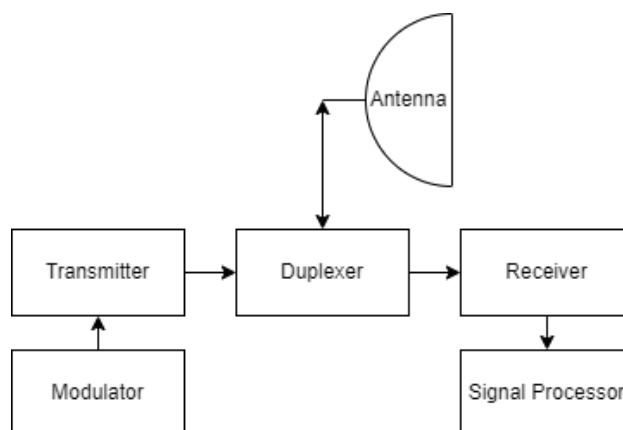 Antenna
Transmitter
Duplexer
Receiver
Modulator
Signal Processor